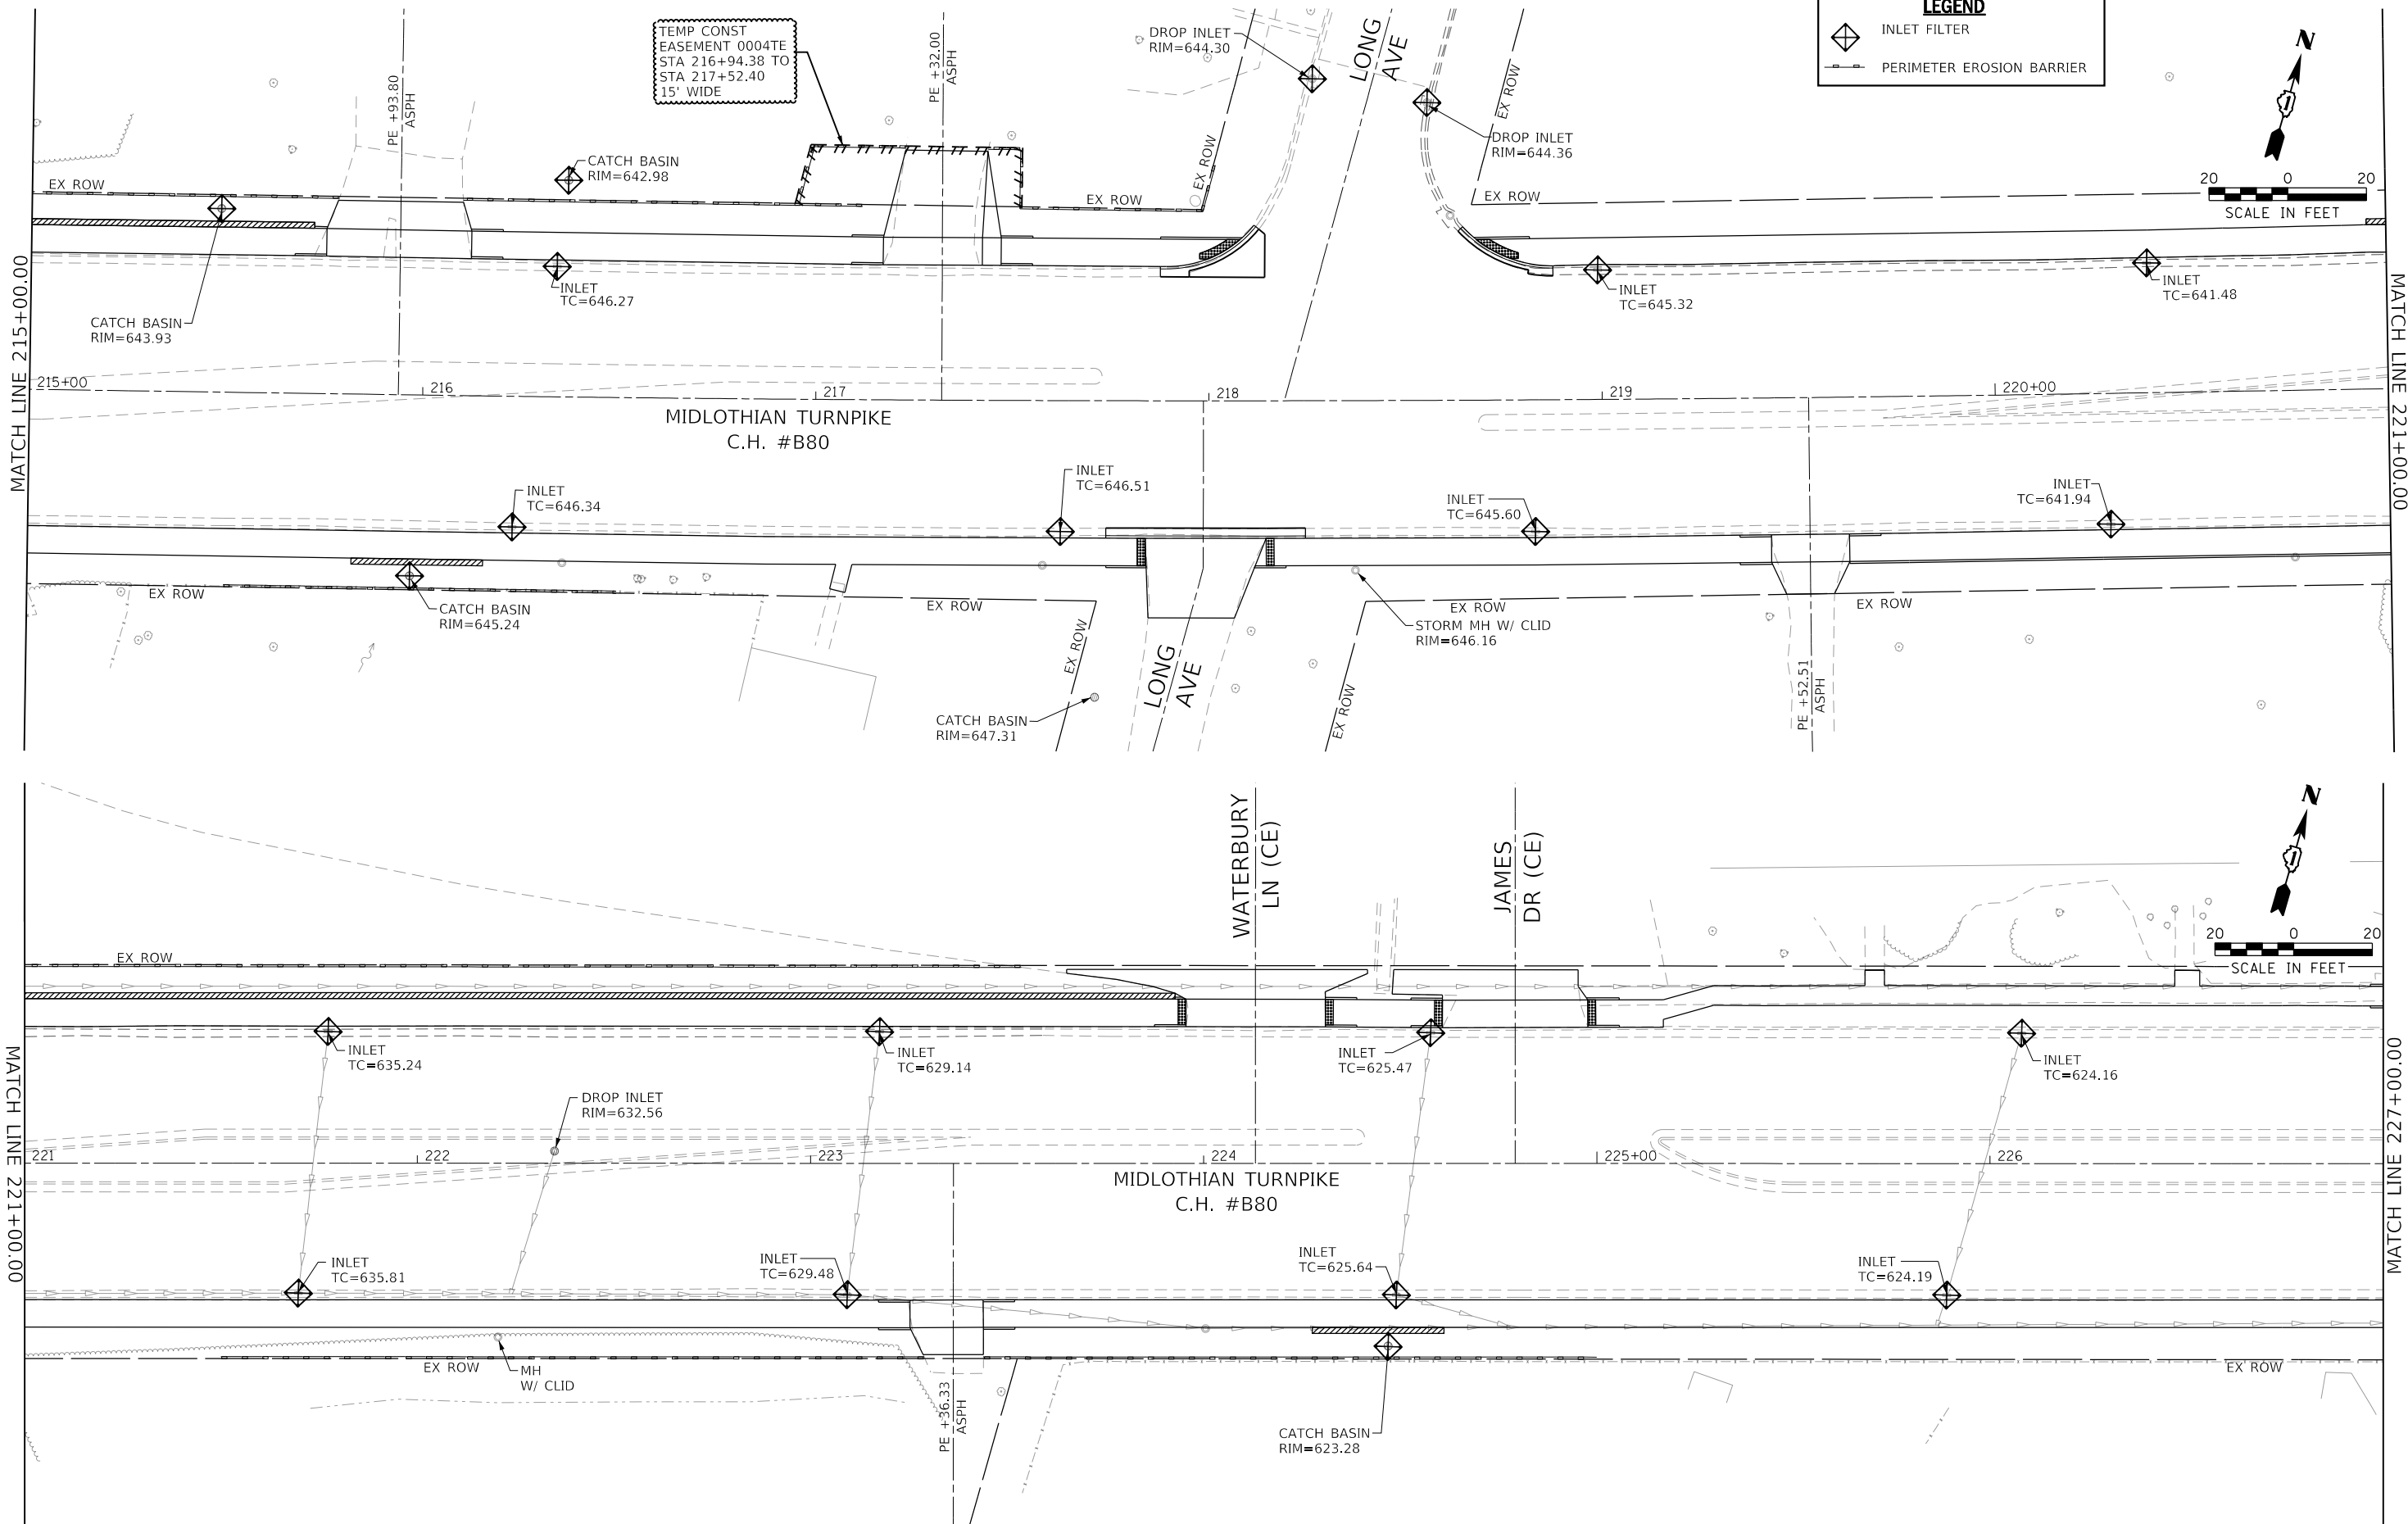 LEGEND
INLET FILTER
PERIMETER EROSION BARRIER
TEMP CONST
EASEMENT 0004TE
STA 216+94.38 TO
STA 217+52.40
15' WIDE
PE +93.80
ASPH
PE +32.00
ASPH
DROP INLET
RIM=644.30
LONG
AVE
EX ROW
DROP INLET
RIM=644.36
N
1
20 0 20
SCALE IN FEET
EX ROW
CATCH BASIN
RIM=642.98
EX ROW
EX ROW
EX ROW
CATCH BASIN
RIM=643.93
INLET
TC=646.27
INLET
TC=645.32
INLET
TC=641.48
MATCH LINE 215+00.00
MATCH LINE 221+00.00
215+00
216
217
218
219
220+00
MIDLOTHIAN TURNPIKE
C.H. #B80
INLET
TC=646.34
INLET
TC=646.51
INLET
TC=645.60
INLET
TC=641.94
EX ROW
CATCH BASIN
RIM=645.24
EX ROW
EX ROW
EX ROW
EX ROW
STORM MH W/ CLID
RIM=646.16
EX ROW
LONG
AVE
CATCH BASIN
RIM=647.31
EX ROW
PE +52.51
ASPH
WATERBURY
LN (CE)
JAMES
DR (CE)
N
1
20 0 20
SCALE IN FEET
EX ROW
INLET
TC=635.24
INLET
TC=629.14
INLET
TC=625.47
INLET
TC=624.16
DROP INLET
RIM=632.56
MATCH LINE 221+00.00
MATCH LINE 227+00.00
221
222
223
224
225+00
226
MIDLOTHIAN TURNPIKE
C.H. #B80
INLET
TC=635.81
INLET
TC=629.48
INLET
TC=625.64
INLET
TC=624.19
EX ROW
MH
W/ CLID
EX ROW
PE +36.33
ASPH
CATCH BASIN
RIM=623.28